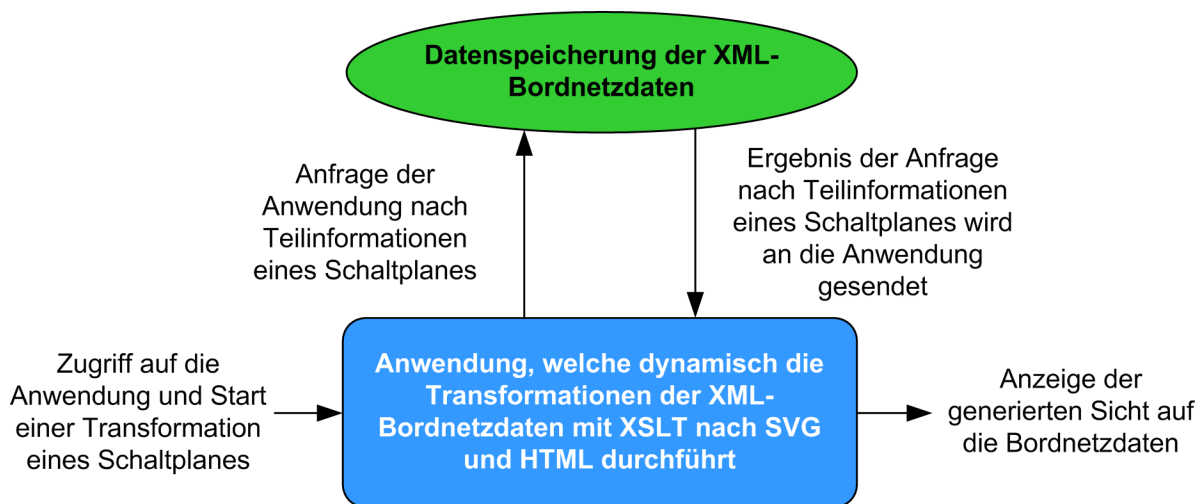 Datenspeicherung der XML-
Bordnetzdaten
Anfrage der
Anwendung nach
Teilinformationen
eines Schaltplanes
Ergebnis der Anfrage
nach Teilinformationen
eines Schaltplanes wird
an die Anwendung
gesendet
Zugriff auf die
Anwendung und Start
einer Transformation
eines Schaltplanes
Anwendung, welche dynamisch die
Transformationen der XML-
Bordnetzdaten mit XSLT nach SVG
und HTML durchführt
Anzeige der
generierten Sicht auf
die Bordnetzdaten